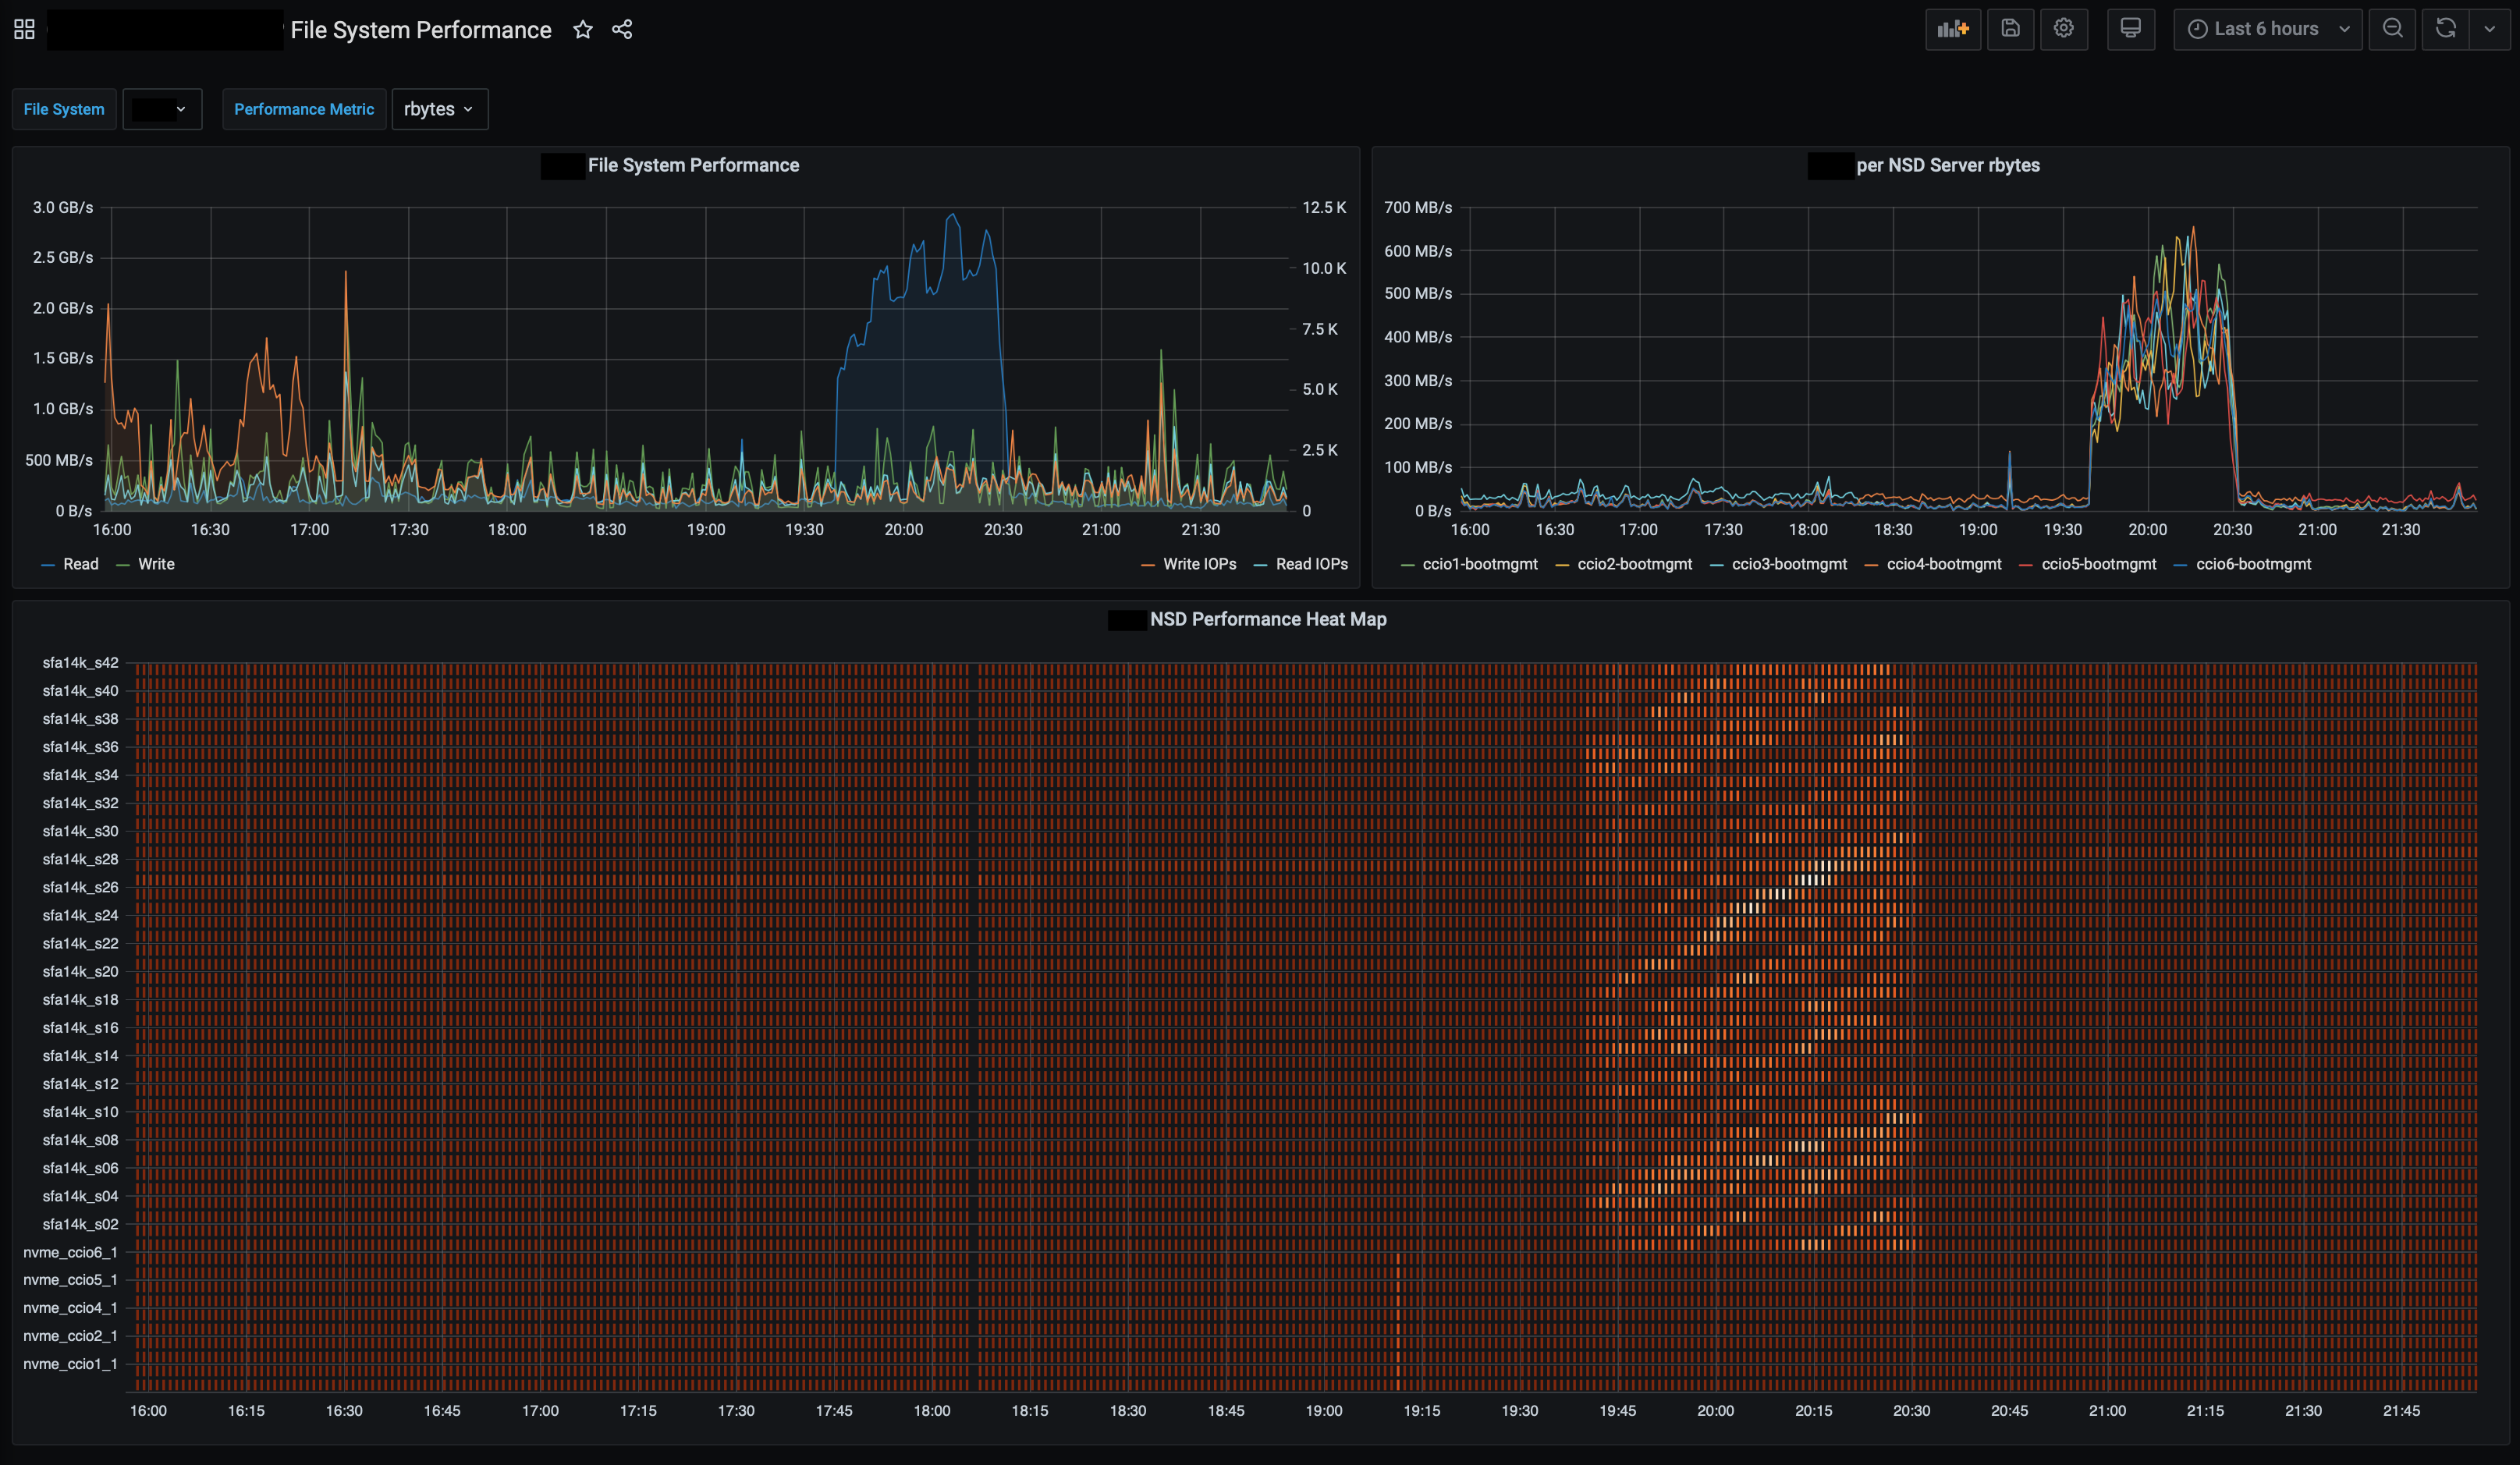 File System Performance
Last 6 hours
File System
Performance Metric
rbytes
File System Performance
3.0 GB/s
2.5 GB/s
2.0 GB/s
1.5 GB/s
1.0 GB/s
500 MB/s
0 B/s
12.5 K
10.0 K
7.5 K
5.0 K
2.5 K
0
16:00 16:30 17:00 17:30 18:00 18:30 19:00 19:30 20:00 20:30 21:00 21:30
Read Write Write IOPs Read IOPs
per NSD Server rbytes
700 MB/s
600 MB/s
500 MB/s
400 MB/s
300 MB/s
200 MB/s
100 MB/s
0 B/s
16:00 16:30 17:00 17:30 18:00 18:30 19:00 19:30 20:00 20:30 21:00 21:30
ccio1-bootmgmt ccio2-bootmgmt ccio3-bootmgmt ccio4-bootmgmt ccio5-bootmgmt ccio6-bootmgmt
NSD Performance Heat Map
sfa14k_s42
sfa14k_s40
sfa14k_s38
sfa14k_s36
sfa14k_s34
sfa14k_s32
sfa14k_s30
sfa14k_s28
sfa14k_s26
sfa14k_s24
sfa14k_s22
sfa14k_s20
sfa14k_s18
sfa14k_s16
sfa14k_s14
sfa14k_s12
sfa14k_s10
sfa14k_s08
sfa14k_s06
sfa14k_s04
sfa14k_s02
nvme_ccio6_1
nvme_ccio5_1
nvme_ccio4_1
nvme_ccio2_1
nvme_ccio1_1
16:00 16:15 16:30 16:45 17:00 17:15 17:30 17:45 18:00 18:15 18:30 18:45 19:00 19:15 19:30 19:45 20:00 20:15 20:30 20:45 21:00 21:15 21:30 21:45